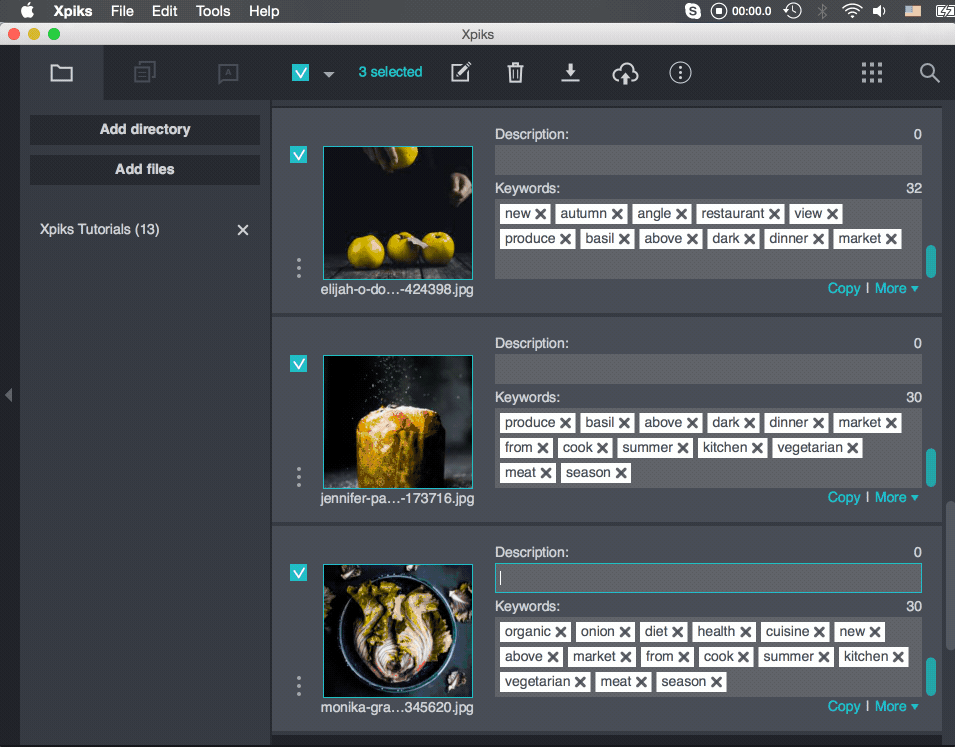 Xpiks File Edit Tools Help 00:00.0
Xpiks
3 selected
Add directory
Add files
Xpiks Tutorials (13)
Description: 0
Keywords: 32
new autumn angle restaurant view
produce basil above dark dinner market
elijah-o-do...-424398.jpg
Copy | More
Description: 0
Keywords: 30
produce basil above dark dinner market
from cook summer kitchen vegetarian
meat season
jennifer-pa...-173716.jpg
Copy | More
Description: 0
Keywords: 30
organic onion diet health cuisine new
above market from cook summer kitchen
vegetarian meat season
monika-gra...345620.jpg
Copy | More